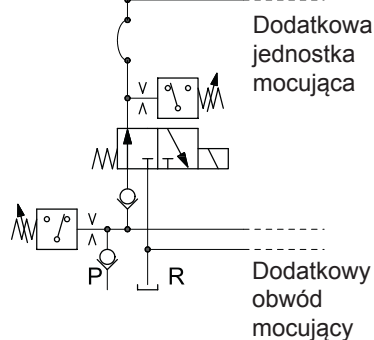 Dodatkowa
jednostka
mocująca
P
R
Dodatkowy
obwód
mocujący